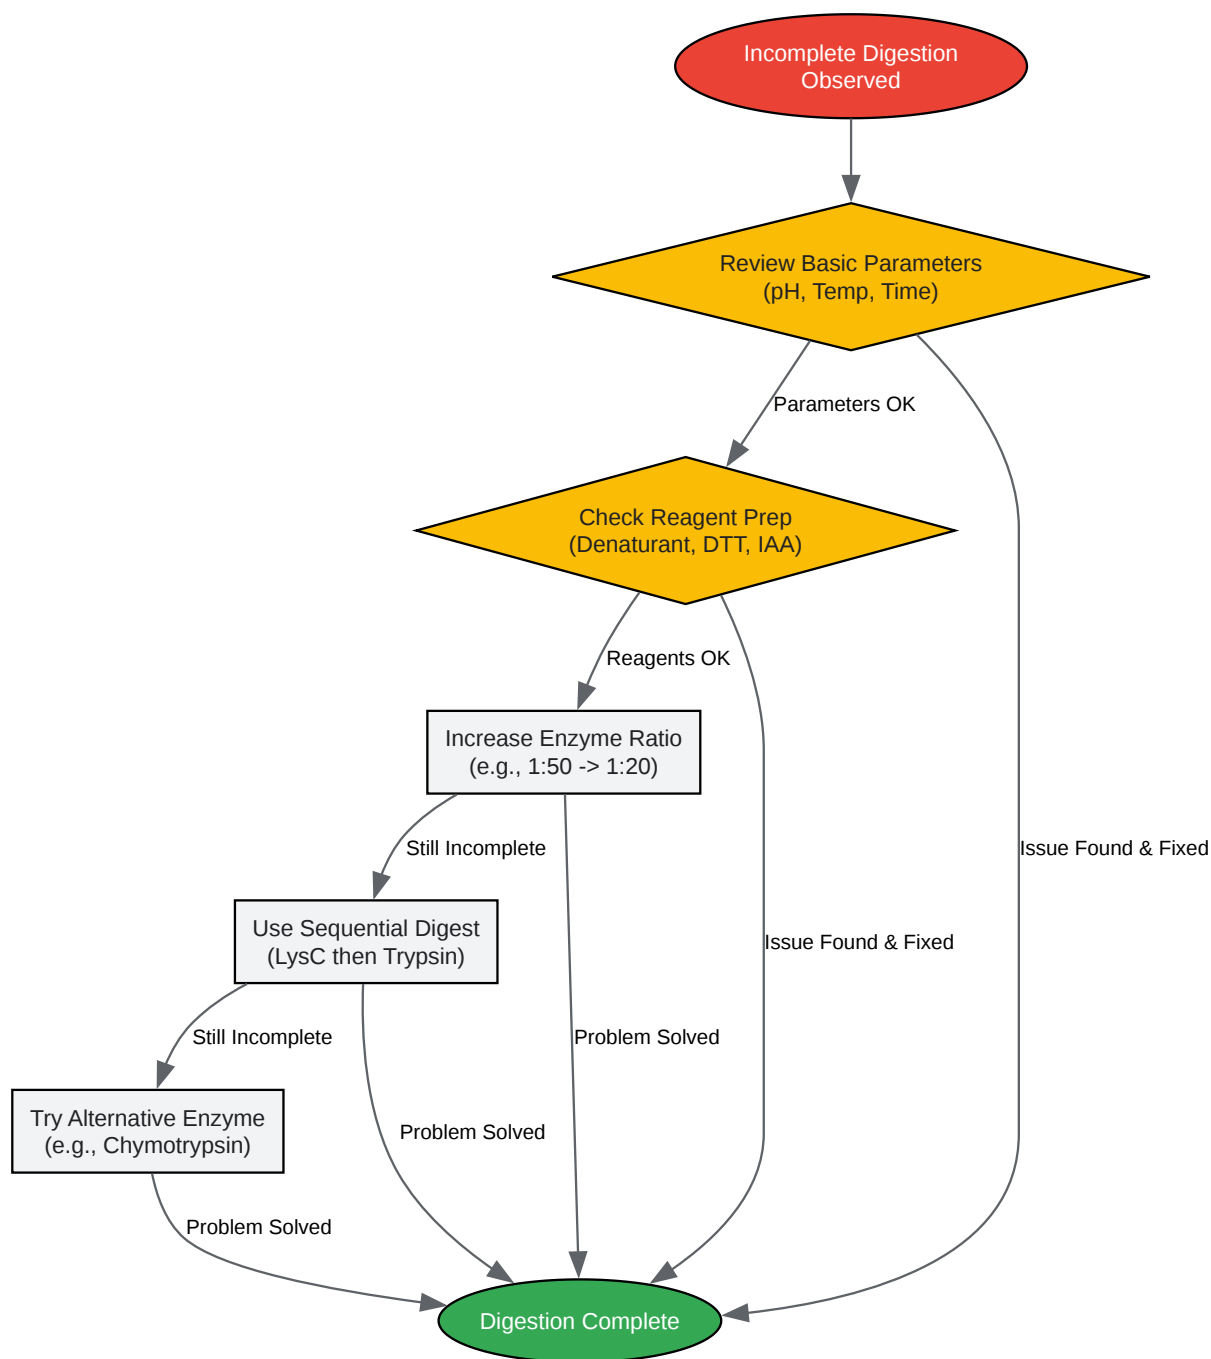 Incomplete Digestion
Observed
Review Basic Parameters
(pH, Temp, Time)
Parameters OK
Check Reagent Prep
(Denaturant, DTT, IAA)
Reagents OK
Increase Enzyme Ratio
(e.g., 1:50 -> 1:20)
Still Incomplete
Issue Found & Fixed
Use Sequential Digest
(LysC then Trypsin)
Issue Found & Fixed
Still Incomplete
Problem Solved
Try Alternative Enzyme
(e.g., Chymotrypsin)
Problem Solved
Problem Solved
Digestion Complete